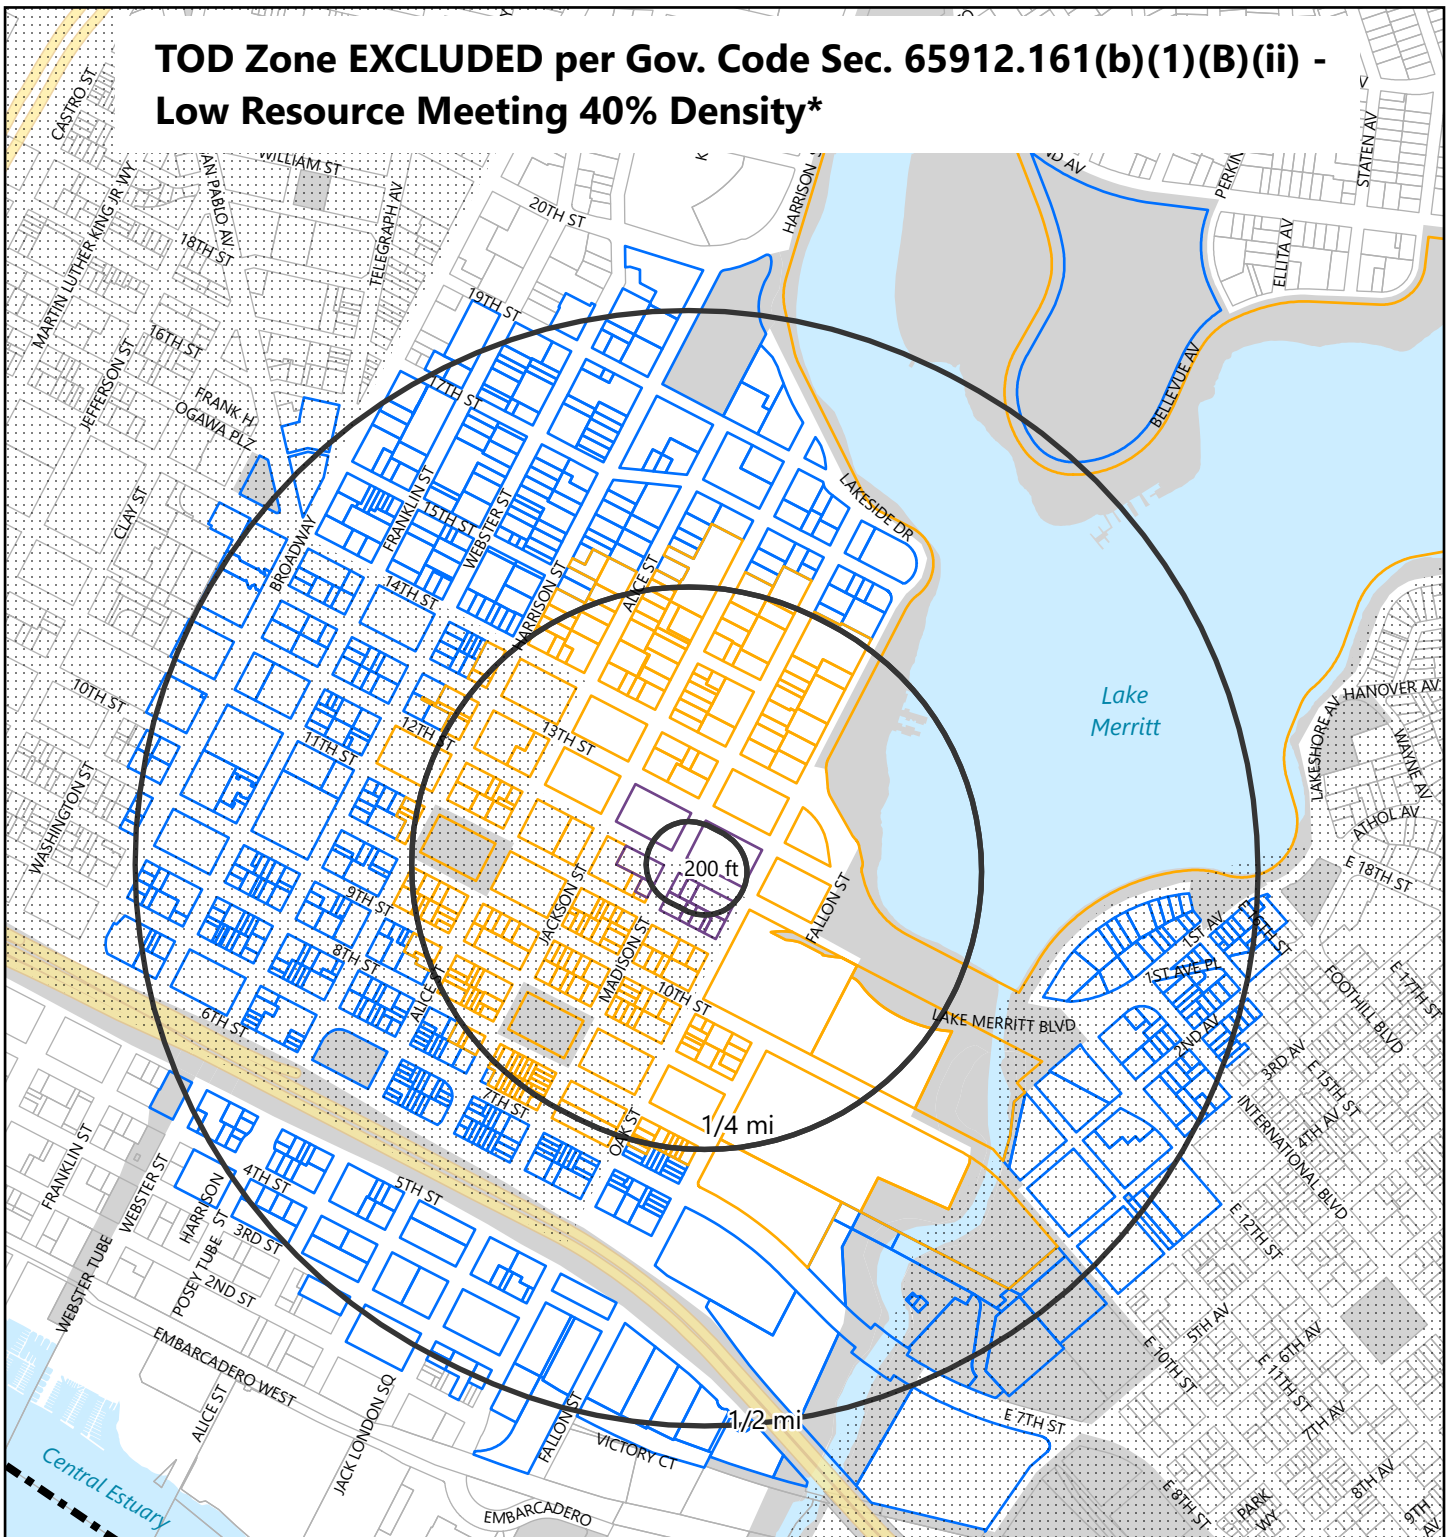 TOD Zone EXCLUDED per Gov. Code Sec. 65912.161(b)(1)(B)(ii) -
Low Resource Meeting 40% Density*
CASTRO ST
WILLIAM ST
MARTIN LUTHER KING JR WY
AN PABLO AV
TELEGRAPH AV
18TH ST
20TH ST
HARRISON
ND AV
PERKIN
STATEN AV
ELLITA AV
19TH ST
16TH ST
JEFFERSON ST
17TH ST
FRANK H
OGAWA PLZ
BELLEVUE AV
CLAY ST
BROADWAY
FRANKLIN ST
15TH ST
WEBSTER ST
LAKESIDE DR
14TH ST
HARRISON ST
ALICE ST
10TH ST
12TH ST
11TH ST
13TH ST
Lake
Merritt
HANOVER AV
LAKESHORE AV
WAYNE AV
ATHOL AV
E 18TH ST
WASHINGTON ST
200 ft
9TH ST
JACKSON ST
MADISON ST
FALLON ST
8TH ST
ALICE ST
10TH ST
6TH ST
7TH ST
OAK ST
1/4 mi
LAKE MERRITT BLVD
1ST AV
E 16TH ST
1ST AVE PL
2ND AV
FOOTHILL BLVD
E 17TH ST
3RD AV
E 15TH ST
4TH AV
INTERNATIONAL BLVD
E 12TH ST
FRANKLIN ST
WEBSTER ST
HARRISON
ST
4TH ST
5TH ST
3RD ST
2ND ST
WEBSTER TUBE
POSEY TUBE
EMBARCADERO WEST
ALICE ST
JACK LONDON SQ
FALLON ST
1/2 mi
VICTORY CT
EMBARCADERO
Central Estuary
E 7TH ST
5TH AV
6TH AV
E 10TH ST
E 11TH ST
7TH AV
8TH AV
E 8TH ST
PARK
WY
9TH
AV